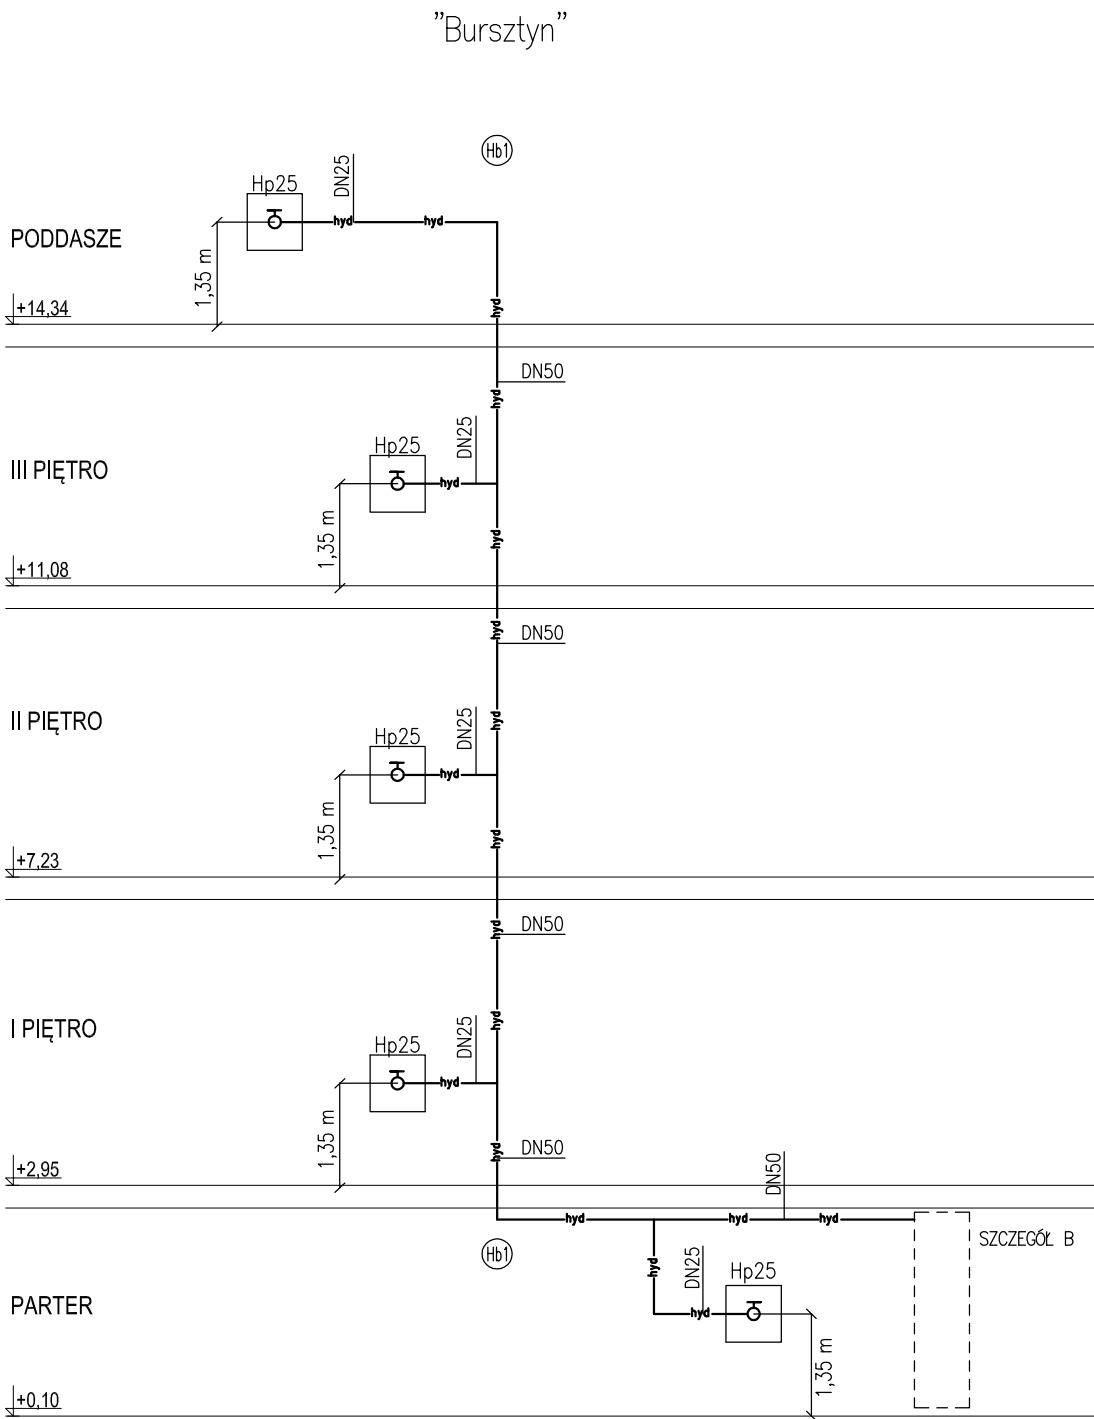 "Bursztyn"
Hb1
Hp25
DN25
hyd
hyd
PODDASZE
1,35 m
hyd
+14,34
DN50
hyd
Hp25
DN25
III PIĘTRO
hyd
1,35 m
hyd
+11,08
hyd
DN50
II PIĘTRO
Hp25
DN25
hyd
hyd
1,35 m
hyd
+7,23
hyd
DN50
I PIĘTRO
Hp25
DN25
hyd
hyd
1,35 m
hyd
DN50
+2,95
DN50
hyd
hyd
hyd
SZCZEGÓŁ B
Hb1
hyd
DN25
Hp25
PARTER
hyd
1,35 m
+0,10